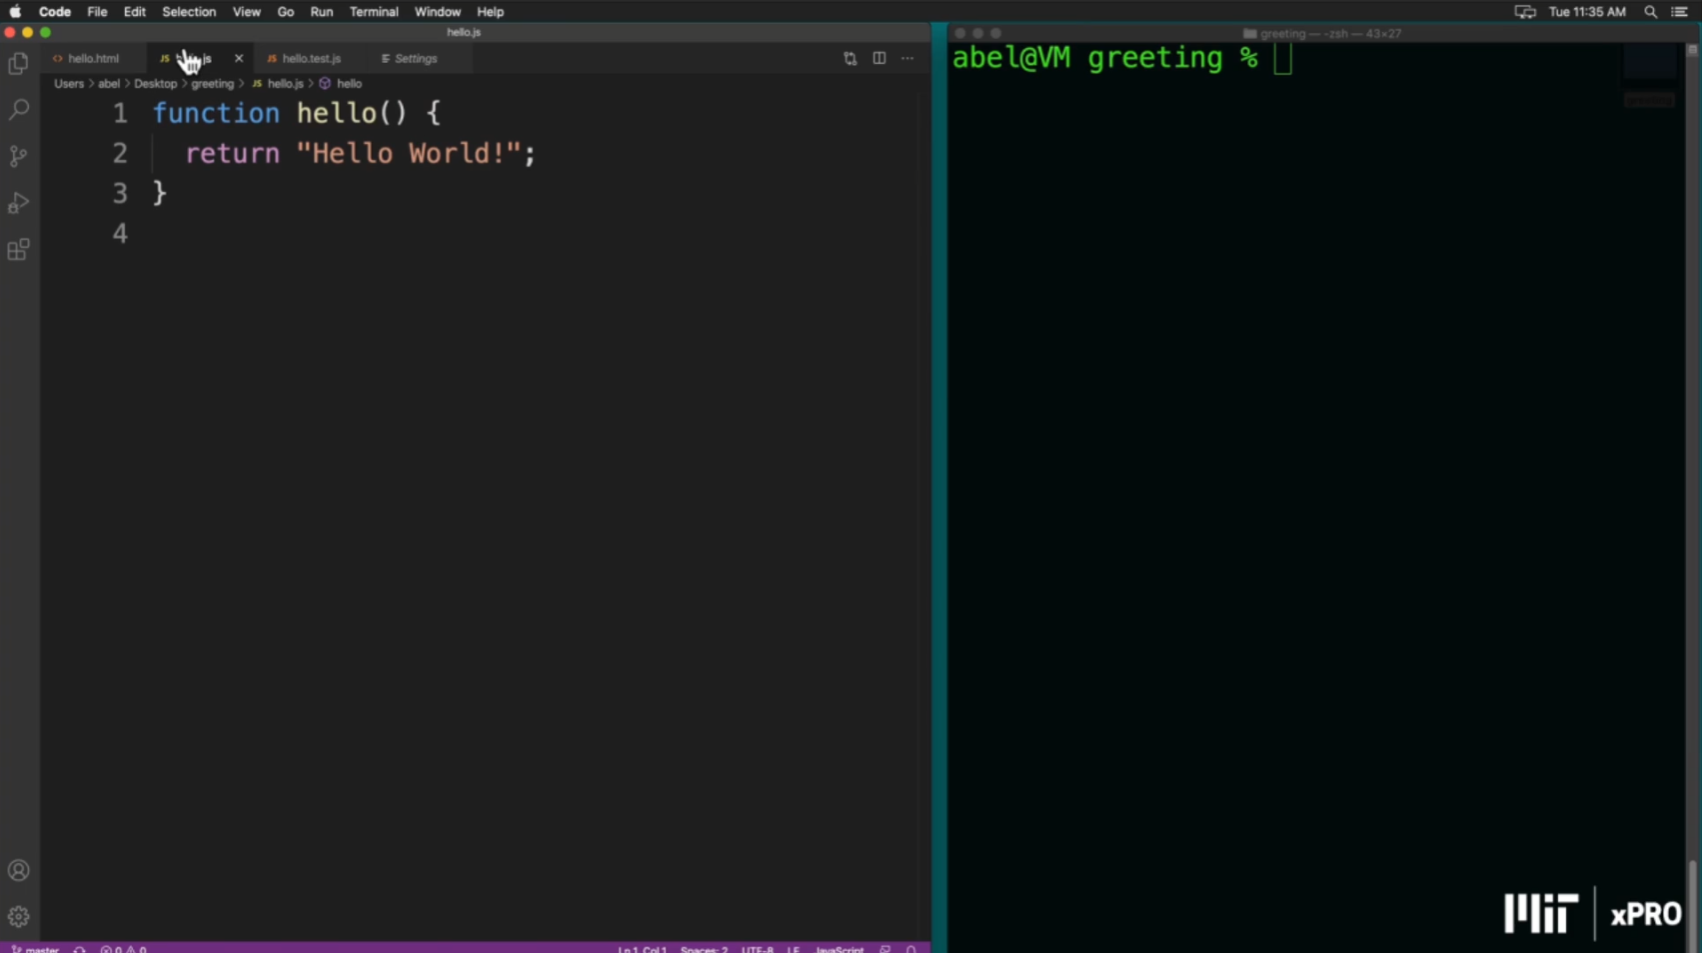 Code File Edit Selection View Go Run Terminal Window Help
Tue 11:35 AM
hello.js
greeting — -zsh — 43×27
hello.html
JS
JS hello.test.js
Settings
Users > abel > Desktop > greeting > JS hello.js > hello
abel@VM greeting %
1 function hello() {
2 return "Hello World!";
3 }
4
MIT xPRO
master 0 0
Ln 1, Col 1 Spaces: 2 UTF-8 LF JavaScript